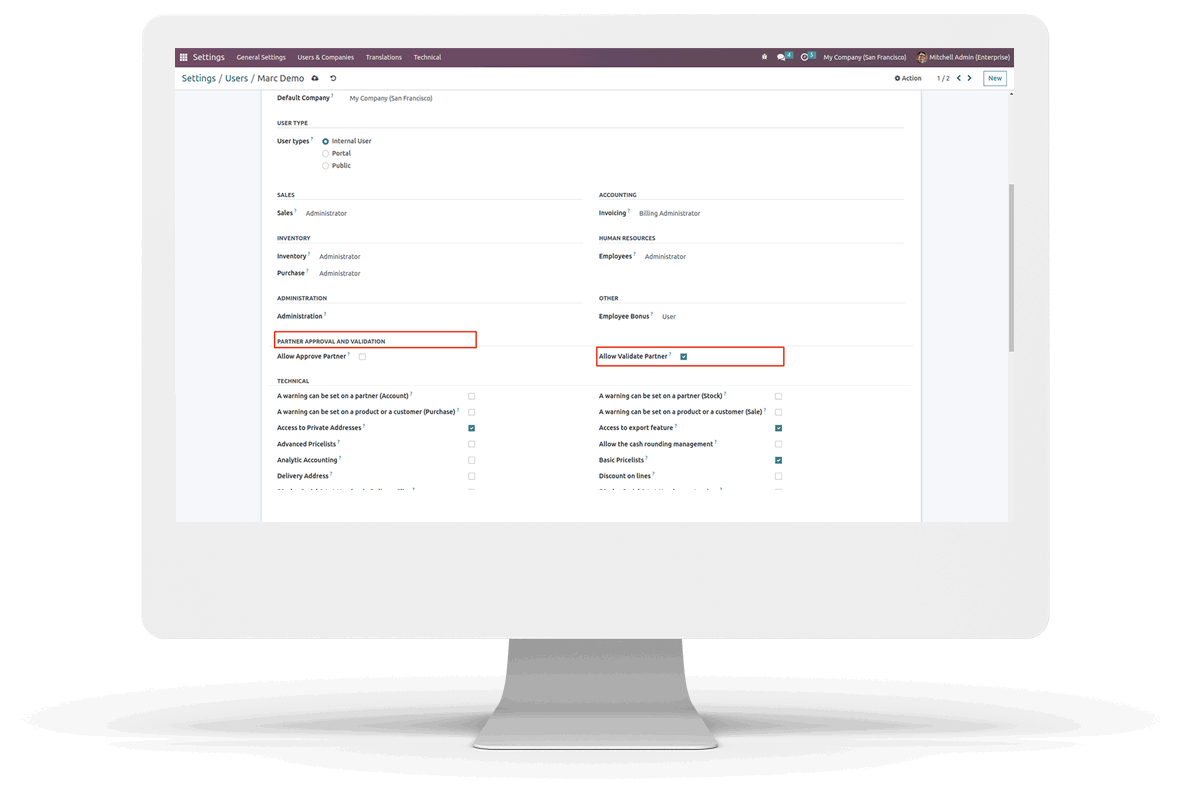 Settings General Settings Users & Companies Translations Technical 4 5 My Company (San Francisco) Mitchell Admin (Enterprise)
Settings / Users / Marc Demo Action 1 / 2 New
Default Company ? My Company (San Francisco)
USER TYPE
User types ? Internal User
Portal
Public
SALES ACCOUNTING
Sales ? Administrator Invoicing ? Billing Administrator
INVENTORY HUMAN RESOURCES
Inventory ? Administrator Employees ? Administrator
Purchase ? Administrator
ADMINISTRATION OTHER
Administration ? Employee Bonus ? User
PARTNER APPROVAL AND VALIDATION
Allow Approve Partner ? Allow Validate Partner ?
TECHNICAL
A warning can be set on a partner (Account) ? A warning can be set on a partner (Stock) ?
A warning can be set on a product or a customer (Purchase) ? A warning can be set on a product or a customer (Sale) ?
Access to Private Addresses ? Access to export feature ?
Advanced Pricelists ? Allow the cash rounding management ?
Analytic Accounting ? Basic Pricelists ?
Delivery Address ? Discount on lines ?